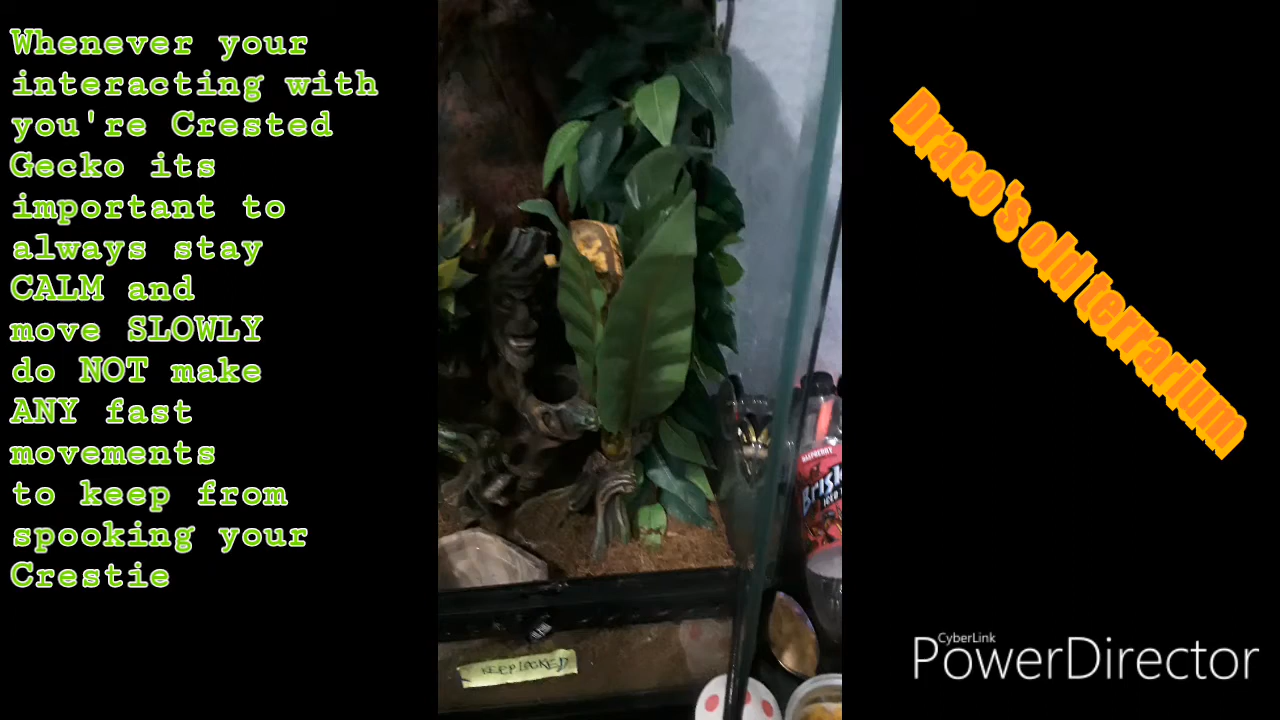 Whenever your
interacting with
you're Crested
Gecko its
important to
always stay
CALM and
move SLOWLY
do NOT make
ANY fast
movements
to keep from
spooking your
Crestie
Draco's old terrarium
RASPBERRY
Brisk
KEEP LOCKED
CyberLink
PowerDirector